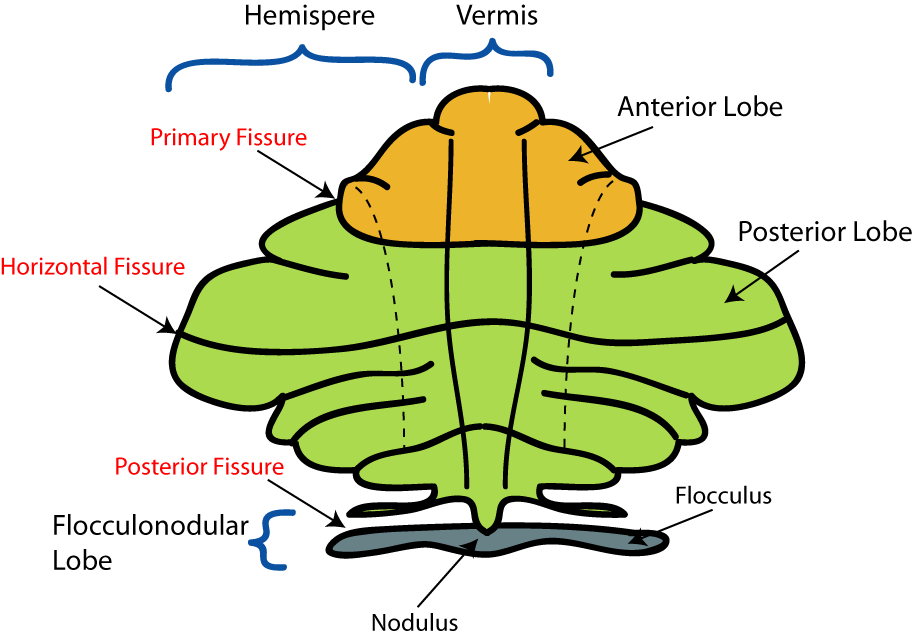 Hemispere
Vermis
Anterior Lobe
Primary Fissure
Posterior Lobe
Horizontal Fissure
Posterior Fissure
Flocculus
Flocculonodular
Lobe
Nodulus